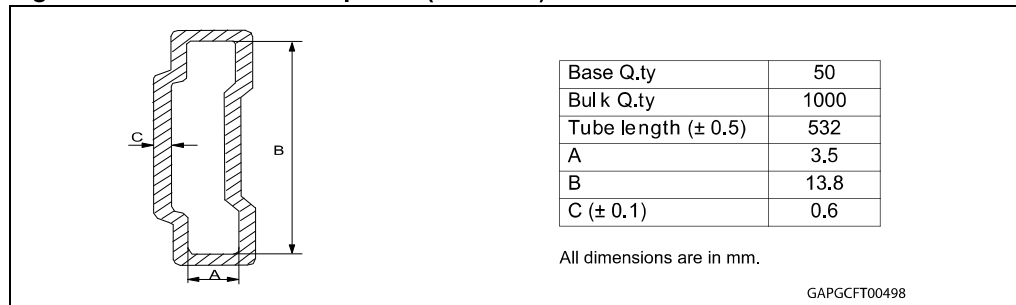 C
B
A
Base Q.ty 50
Bulk Q.ty 1000
Tube length (± 0.5) 532
A 3.5
B 13.8
C (± 0.1) 0.6
All dimensions are in mm.
GAPGCFT00498